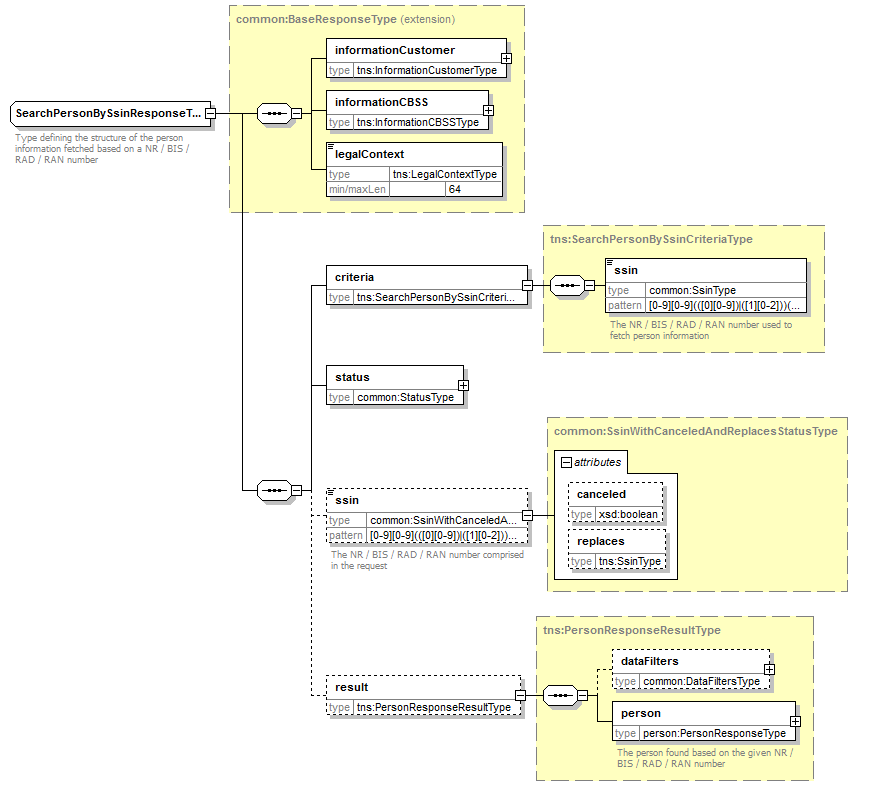 common:BaseResponseType (extension)
informationCustomer
type tns:InformationCustomerType
informationCBSS
type tns:InformationCBSSType
SearchPersonBySsinResponseT...
Type defining the structure of the person
information fetched based on a NR / BIS /
RAD / RAN number
legalContext
type tns:LegalContextType
min/maxLen 64
tns:SearchPersonBySsinCriteriaType
criteria
type tns:SearchPersonBySsinCriteri...
ssin
type common:SsinType
pattern [0-9][0-9](([0][0-9])|([1][0-2]))(...
The NR / BIS / RAD / RAN number used to
fetch person information
status
type common:StatusType
common:SsinWithCanceledAndReplacesStatusType
attributes
canceled
type xsd:boolean
replaces
type tns:SsinType
ssin
type common:SsinWithCanceledA...
pattern [0-9][0-9](([0][0-9])|([1][0-2]))...
The NR / BIS / RAD / RAN number comprised
in the request
tns:PersonResponseResultType
result
type tns:PersonResponseResultType
dataFilters
type common:DataFiltersType
person
type person:PersonResponseType
The person found based on the given NR /
BIS / RAD / RAN number